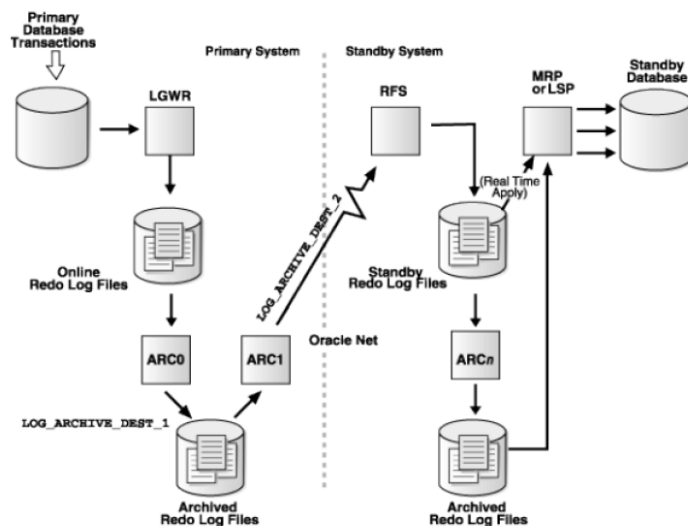 Primary
Database
Transactions
Primary System
Standby System
LGWR
RFS
MRP
or LSP
Standby
Database
(Real Time
Apply)
LOG_ARCHIVE_DEST_2
Online
Redo Log Files
Standby
Redo Log Files
Oracle Net
ARC0
ARC1
ARCn
LOG_ARCHIVE_DEST_1
Archived
Redo Log Files
Archived
Redo Log Files